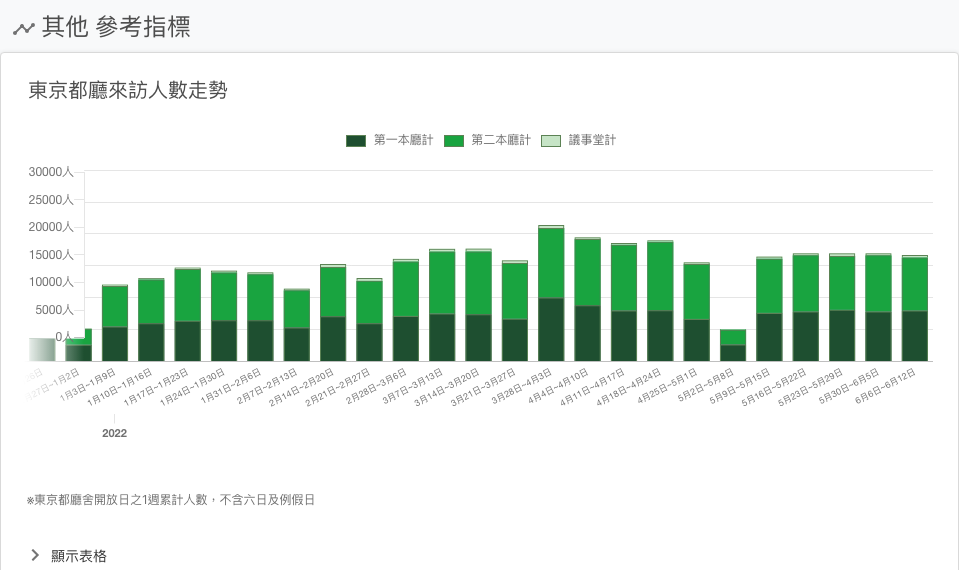 其他 參考指標
東京都廳來訪人數走勢
第一本廳計 第二本廳計 議事堂計
30000人
25000人
20000人
15000人
10000人
5000人
0人
27日~1月2日
1月3日~1月9日
1月10日~1月16日
1月17日~1月23日
1月24日~1月30日
1月31日~2月6日
2月7日~2月13日
2月14日~2月20日
2月21日~2月27日
2月28日~3月6日
3月7日~3月13日
3月14日~3月20日
3月21日~3月27日
3月28日~4月3日
4月4日~4月10日
4月11日~4月17日
4月18日~4月24日
4月25日~5月1日
5月2日~5月8日
5月9日~5月15日
5月16日~5月22日
5月23日~5月29日
5月30日~6月5日
6月6日~6月12日
2022
※東京都廳舍開放日之1週累計人數，不含六日及例假日
顯示表格